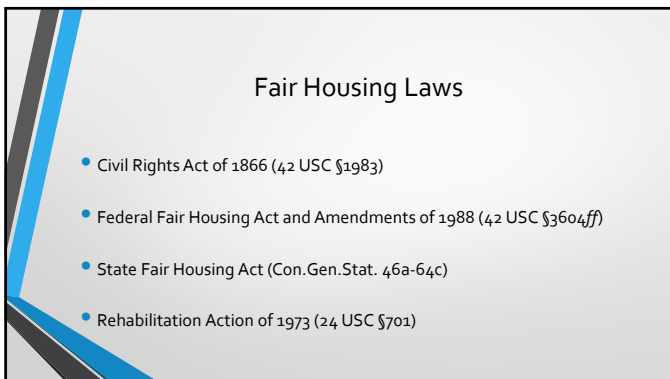 Fair Housing Laws
• Civil Rights Act of 1866 (42 USC §1983)
• Federal Fair Housing Act and Amendments of 1988 (42 USC §3604ff)
• State Fair Housing Act (Con.Gen.Stat. 46a-64c)
• Rehabilitation Action of 1973 (24 USC §701)